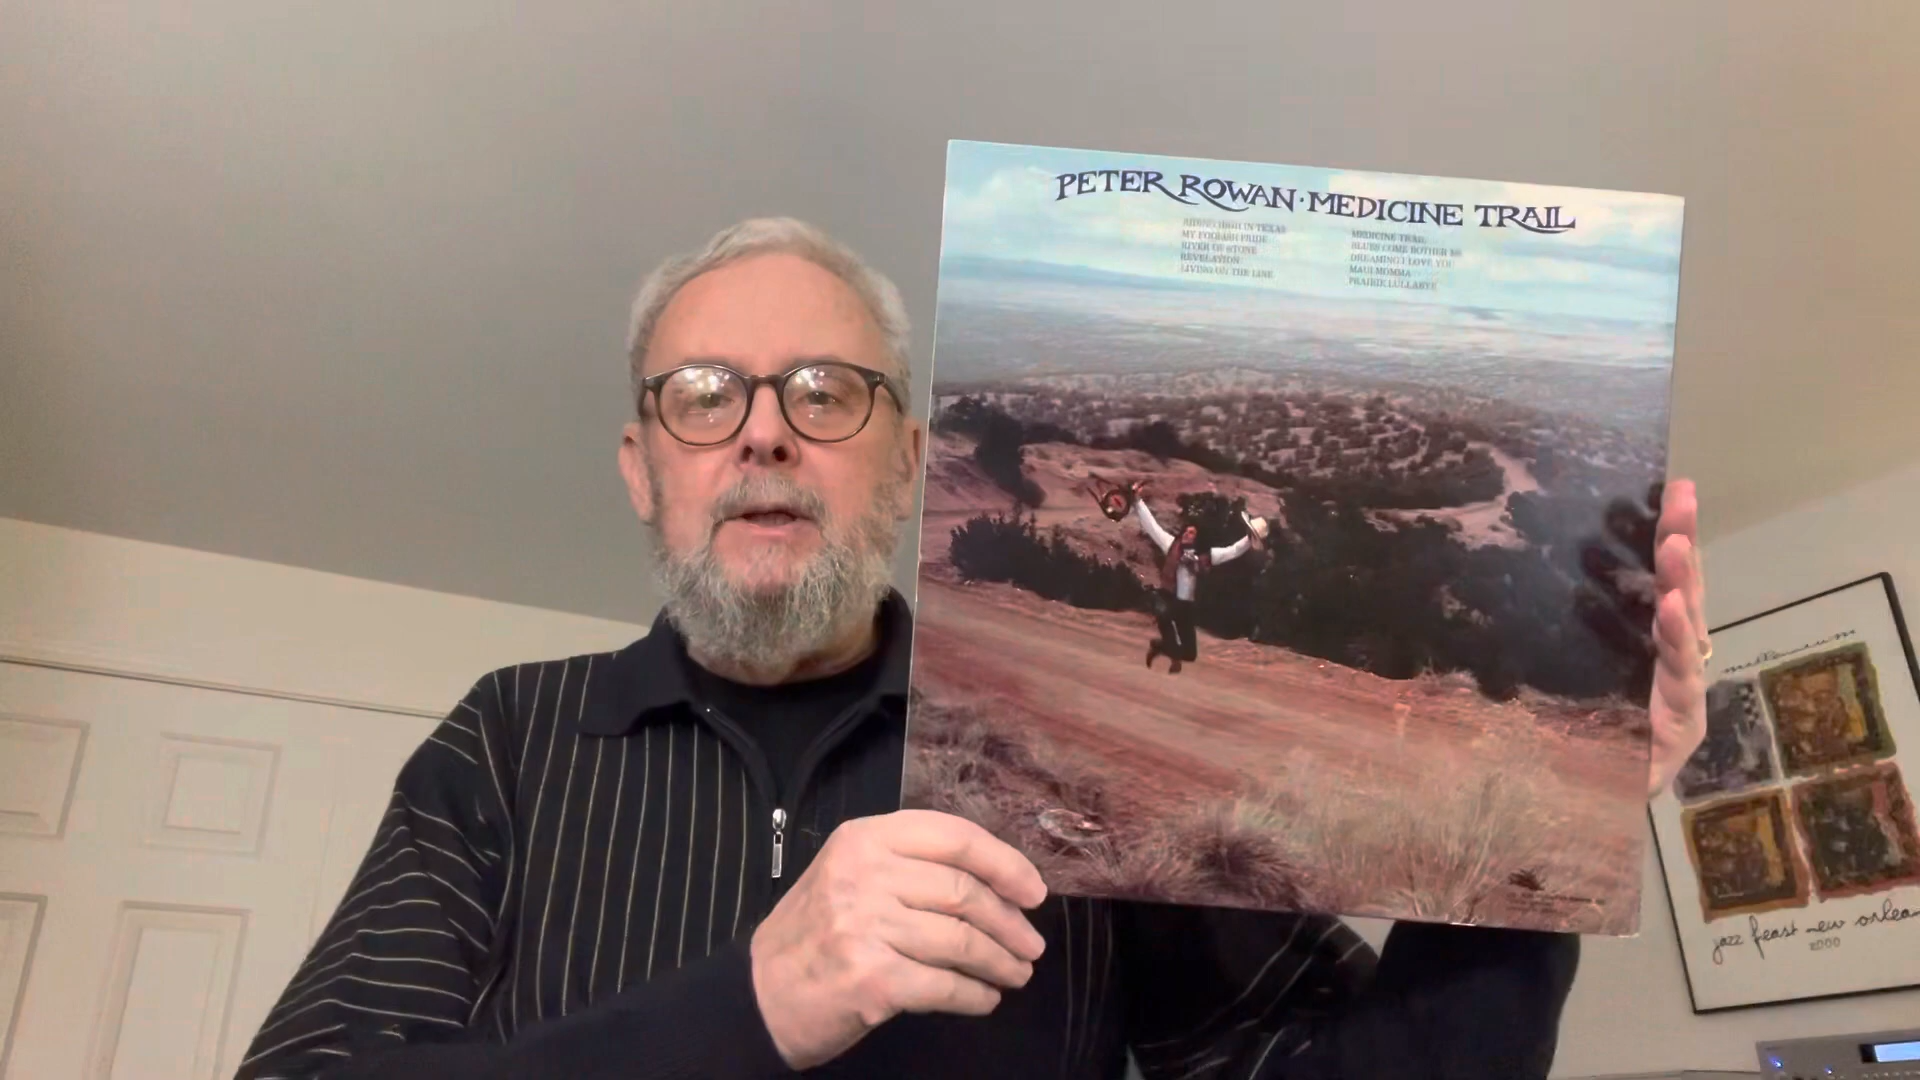 PETER ROWAN · MEDICINE TRAIL
RIDING HIGH IN TEXAS
MY FOOLISH PRIDE
RIVER OF STONE
REVELATION
LIVING ON THE LINE
MEDICINE TRAIL
BLUES COME BOTHER ME
DREAMING I LOVE YOU
MAUI MOMMA
PRAIRIE LULLABYE
millennium
jazz feast new orleans
2000